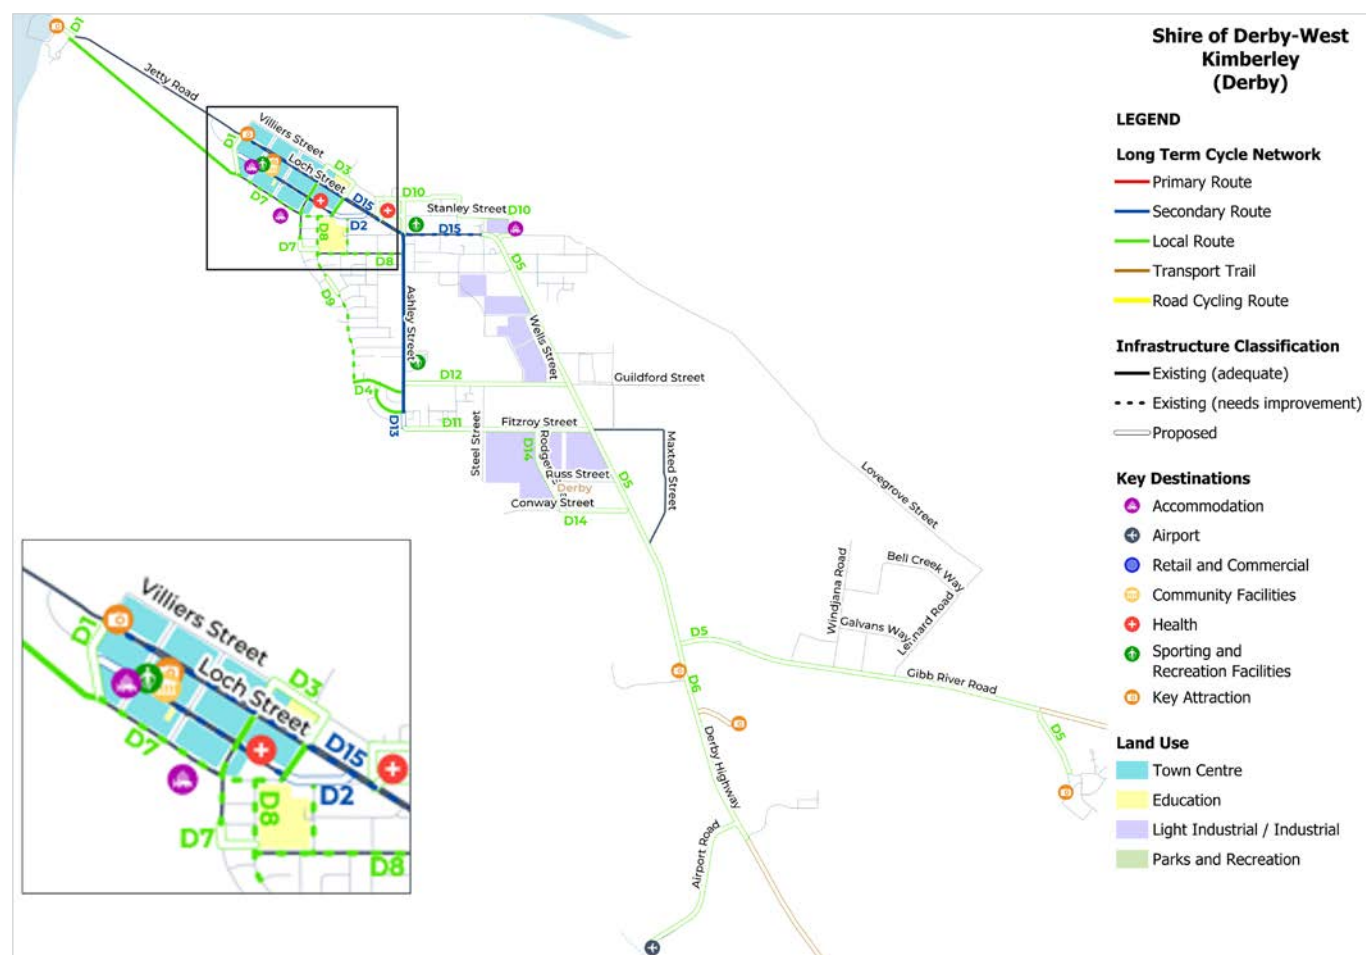 Shire of Derby-West
Kimberley
(Derby)
LEGEND
Long Term Cycle Network
Primary Route
Secondary Route
Local Route
Transport Trail
Road Cycling Route
Infrastructure Classification
Existing (adequate)
Existing (needs improvement)
Proposed
Key Destinations
Accommodation
Airport
Retail and Commercial
Community Facilities
Health
Sporting and
Recreation Facilities
Key Attraction
Land Use
Town Centre
Education
Light Industrial / Industrial
Parks and Recreation
D1
Jetty Road
Villiers Street
D1
Loch Street
D3
D7
D15
D10
Stanley Street
D10
D2
D8
D15
D7
D8
D5
D9
Ashley Street
Wells Street
D12
Guildford Street
D4
D13
D11
Fitzroy Street
Steel Street
D14
Maxted Street
Russ Street
D5
Derby
Conway Street
D14
Lovegrove Street
Windjana Road
Bell Creek Way
Galvans Way
Lennard Road
D5
D6
Gibb River Road
D5
Derby Highway
Airport Road
Villiers Street
D1
Loch Street
D3
D7
D15
D2
D8
D7
D8